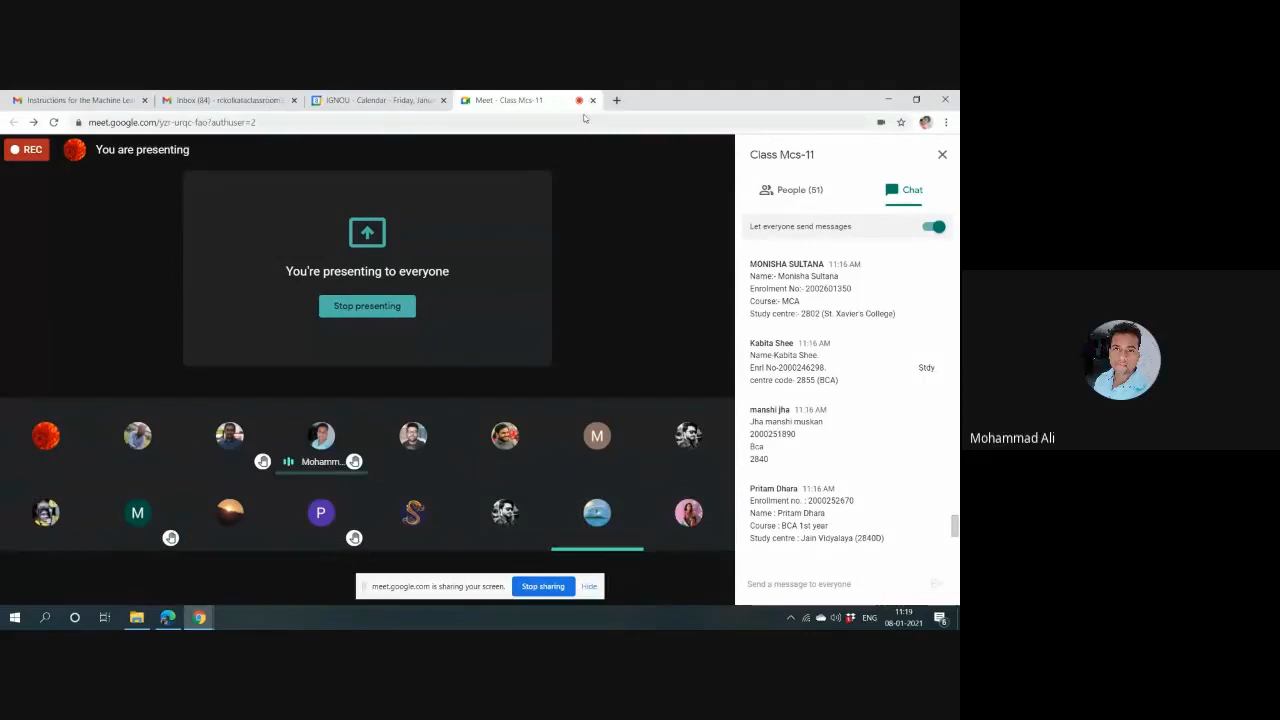 Instructions for the Machine Lea
Inbox (84) - rckolkataclassroom
IGNOU - Calendar - Friday, Janu
Meet - Class Mcs-11
meet.google.com/yzr-urqc-fao?authuser=2
REC
You are presenting
You're presenting to everyone
Stop presenting
Mohamm...
M
M
P
meet.google.com is sharing your screen.
Stop sharing
Hide
Class Mcs-11
People (51)
Chat
Let everyone send messages
MONISHA SULTANA 11:16 AM
Name:- Monisha Sultana
Enrolment No:- 2002601350
Course:- MCA
Study centre:- 2802 (St. Xavier's College)
Kabita Shee 11:16 AM
Name-Kabita Shee.
Enrl No-2000246298. Stdy
centre code- 2855 (BCA)
manshi jha 11:16 AM
Jha manshi muskan
2000251890
Bca
2840
Pritam Dhara 11:16 AM
Enrollment no. : 2000252670
Name : Pritam Dhara
Course : BCA 1st year
Study centre : Jain Vidyalaya (2840D)
Send a message to everyone
ENG
11:19
08-01-2021
6
Mohammad Ali